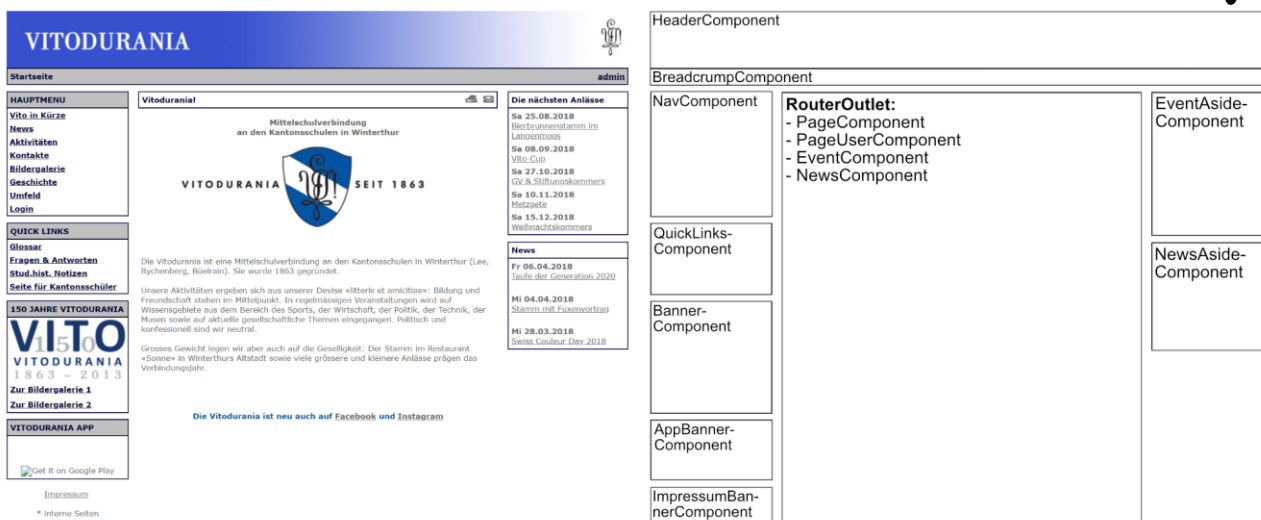 VITODURANIA
Startseite
admin
HAUPTMENU
Vito in Kürze
News
Aktivitäten
Kontakte
Bildergalerie
Geschichte
Umfeld
Login
QUICK LINKS
Glossar
Fragen & Antworten
Stud.hist. Notizen
Seite für Kantonsschüler
150 JAHRE VITODURANIA
VITO
150
VITODURANIA
1863 – 2013
Zur Bildergalerie 1
Zur Bildergalerie 2
VITODURANIA APP
Get it on Google Play
Impressum
* Interne Seiten
Vitodurania!
Mittelschulverbindung
an den Kantonsschulen in Winterthur
VITODURANIA SEIT 1863
Die Vitodurania ist eine Mittelschulverbindung an den Kantonsschulen in Winterthur (Lee,
Rychenberg, Büelrain). Sie wurde 1863 gegründet.
Unsere Aktivitäten ergeben sich aus unserer Devise «litteris et amicitiae»: Bildung und
Freundschaft stehen im Mittelpunkt. In regelmässigen Veranstaltungen wird auf
Wissensgebiete aus dem Bereich des Sports, der Wirtschaft, der Politik, der Technik, der
Musen sowie auf aktuelle gesellschaftliche Themen eingegangen. Politisch und
konfessionell sind wir neutral.
Grosses Gewicht legen wir aber auch auf die Geselligkeit: Der Stamm im Restaurant
«Sonne» in Winterthurs Altstadt sowie viele grössere und kleinere Anlässe prägen das
Verbindungsjahr.
Die Vitodurania ist neu auch auf Facebook und Instagram
Die nächsten Anlässe
Sa 25.08.2018
Bierbrunnenstamm im
Langenmoos
Sa 08.09.2018
Vito-Cup
Sa 27.10.2018
GV & Stiftungskommers
Sa 10.11.2018
Metzgete
Sa 15.12.2018
Weihnachtskommers
News
Fr 06.04.2018
Taufe der Generation 2020
Mi 04.04.2018
Stamm mit Fuxenvortrag
Mi 28.03.2018
Swiss Couleur Day 2018
HeaderComponent
BreadcrumpComponent
NavComponent
QuickLinks-
Component
Banner-
Component
AppBanner-
Component
ImpressumBan-
nerComponent
RouterOutlet:
- PageComponent
- PageUserComponent
- EventComponent
- NewsComponent
EventAside-
Component
NewsAside-
Component